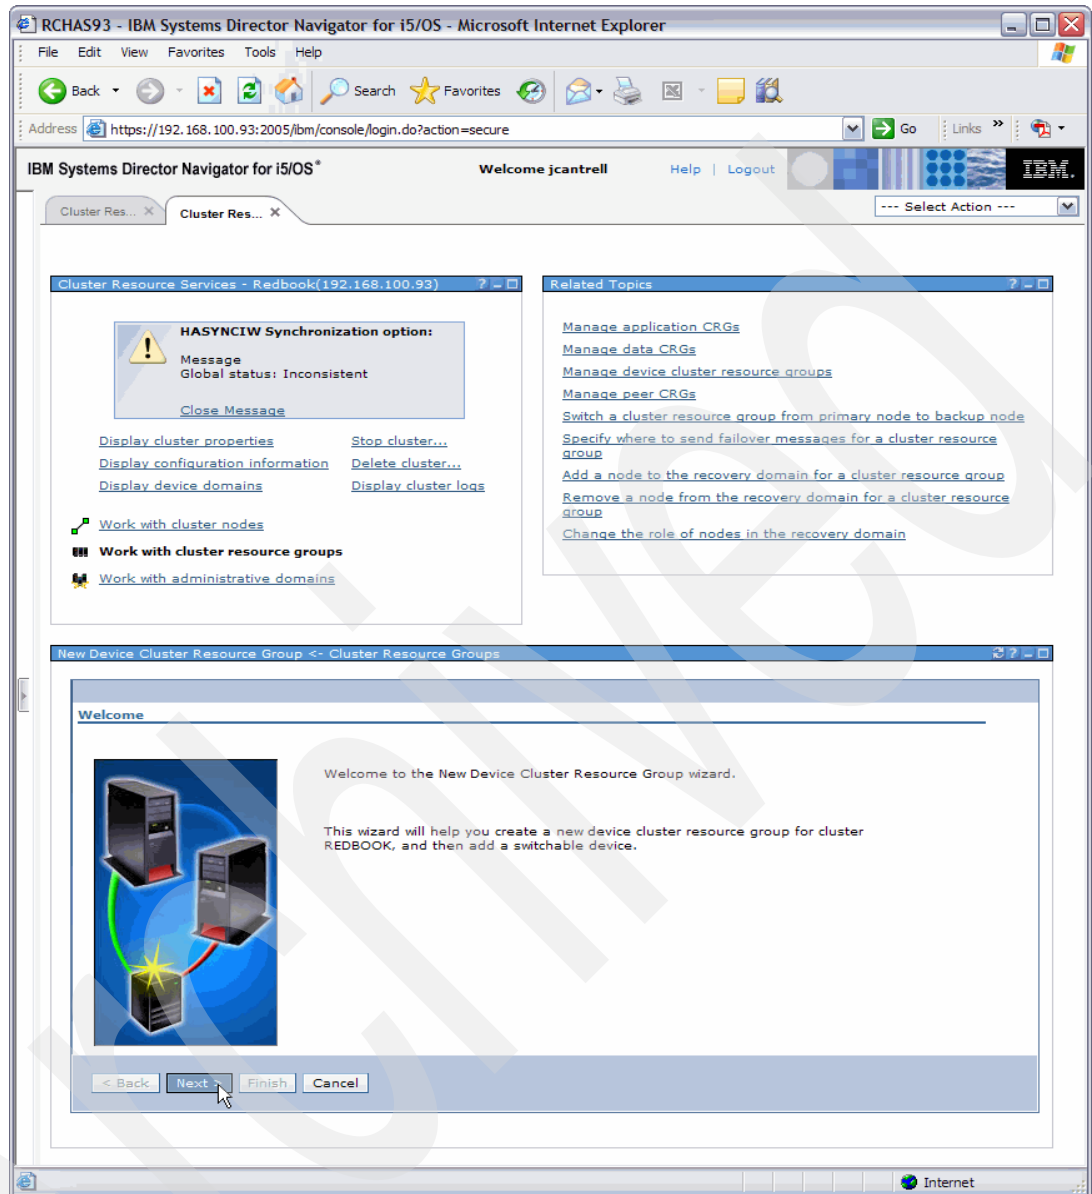 RCHAS93 - IBM Systems Director Navigator for i5/OS - Microsoft Internet Explorer
File Edit View Favorites Tools Help
Back Search Favorites
Address https://192.168.100.93:2005/ibm/console/login.do?action=secure Go Links »
IBM Systems Director Navigator for i5/OS® Welcome jcantrell Help | Logout IBM.
Cluster Res... Cluster Res... --- Select Action ---
Cluster Resource Services - Redbook(192.168.100.93) ?
HASYNCIW Synchronization option:
Message
Global status: Inconsistent
Close Message
Display cluster properties Stop cluster...
Display configuration information Delete cluster...
Display device domains Display cluster logs
Work with cluster nodes
Work with cluster resource groups
Work with administrative domains
Related Topics ?
Manage application CRGs
Manage data CRGs
Manage device cluster resource groups
Manage peer CRGs
Switch a cluster resource group from primary node to backup node
Specify where to send failover messages for a cluster resource
group
Add a node to the recovery domain for a cluster resource group
Remove a node from the recovery domain for a cluster resource
group
Change the role of nodes in the recovery domain
New Device Cluster Resource Group <- Cluster Resource Groups ?
Welcome
Welcome to the New Device Cluster Resource Group wizard.
This wizard will help you create a new device cluster resource group for cluster
REDBOOK, and then add a switchable device.
< Back Next > Finish Cancel
Internet